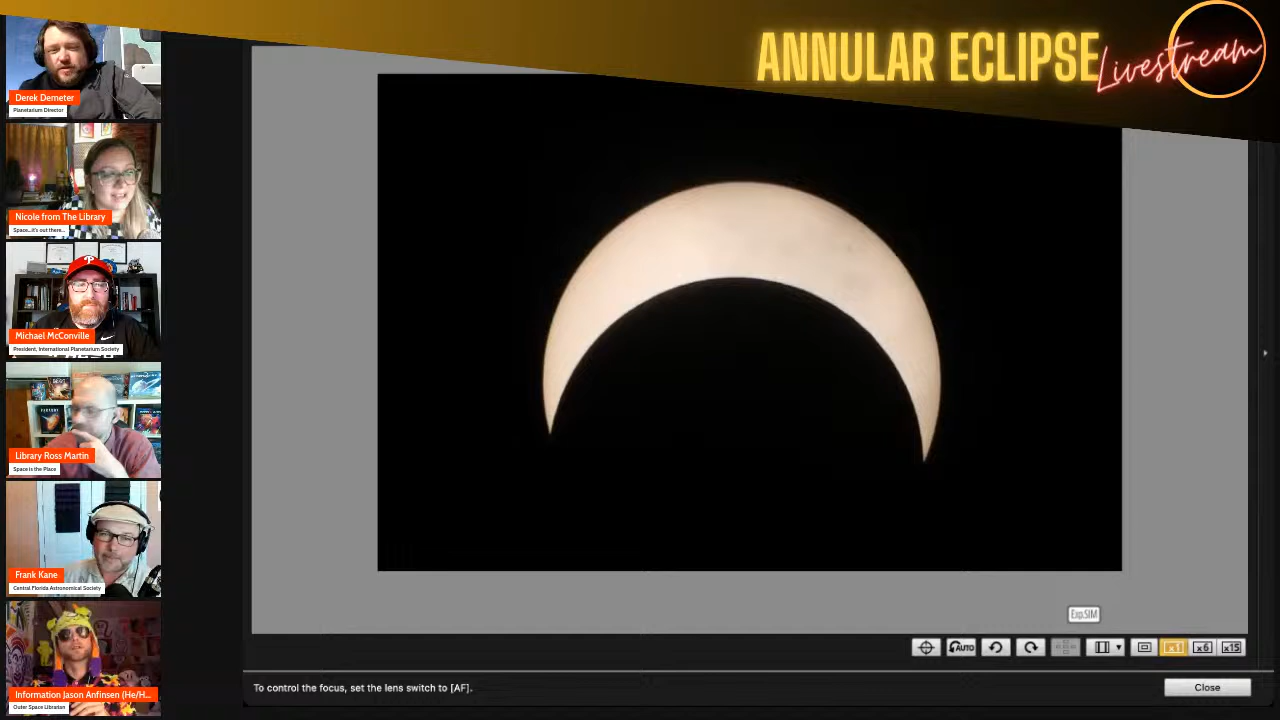 ANNULAR ECLIPSE
Livestream
Derek Demeter
Planetarium Director
Nicole from The Library
Space...it's out there...
P
Michael McConville
President, International Planetarium Society
Library Ross Martin
Space is the Place
Frank Kane
Central Florida Astronomical Society
Information Jason Anfinsen (He/H...
Outer Space Librarian
Exp.SIM
AUTO
x1
x6
x15
To control the focus, set the lens switch to [AF].
Close